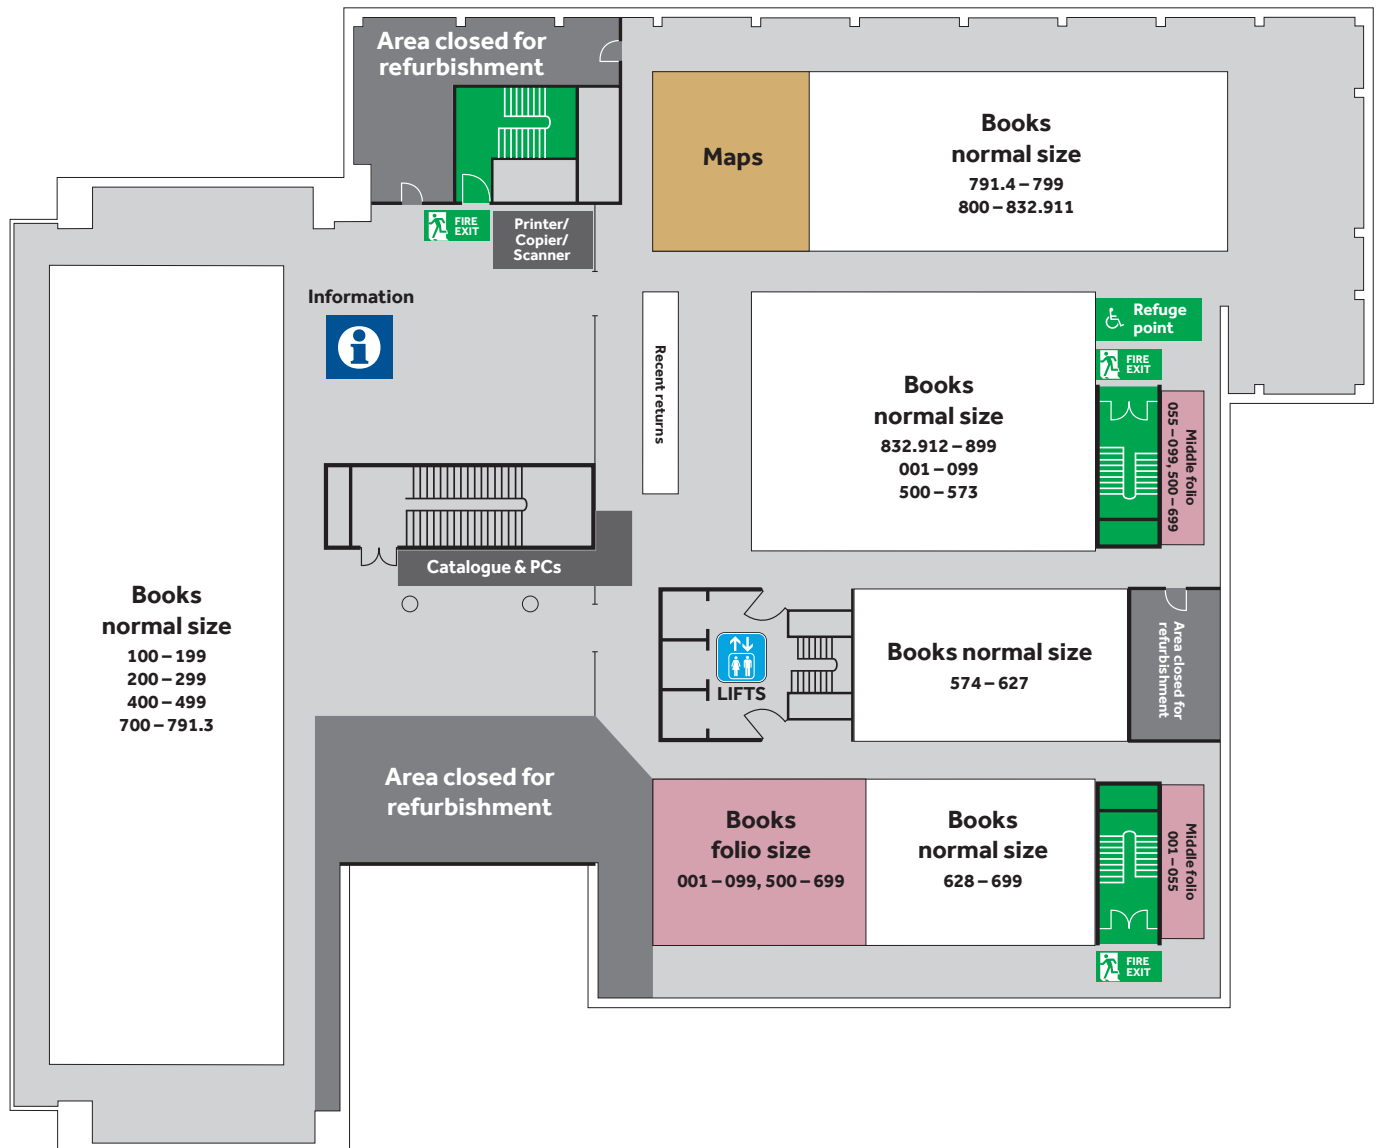 Area closed for
refurbishment
Maps
Books
normal size
791.4 – 799
800 – 832.911
FIRE
EXIT
Printer/
Copier/
Scanner
Information
Recent returns
Books
normal size
832.912 – 899
001 – 099
500 – 573
Refuge
point
FIRE
EXIT
Middle folio
055 – 099, 500 – 699
Catalogue & PCs
Books
normal size
100 – 199
200 – 299
400 – 499
700 – 791.3
LIFTS
Books normal size
574 – 627
Area closed for
refurbishment
Area closed for
refurbishment
Books
folio size
001 – 099, 500 – 699
Books
normal size
628 – 699
Middle folio
001 – 055
FIRE
EXIT